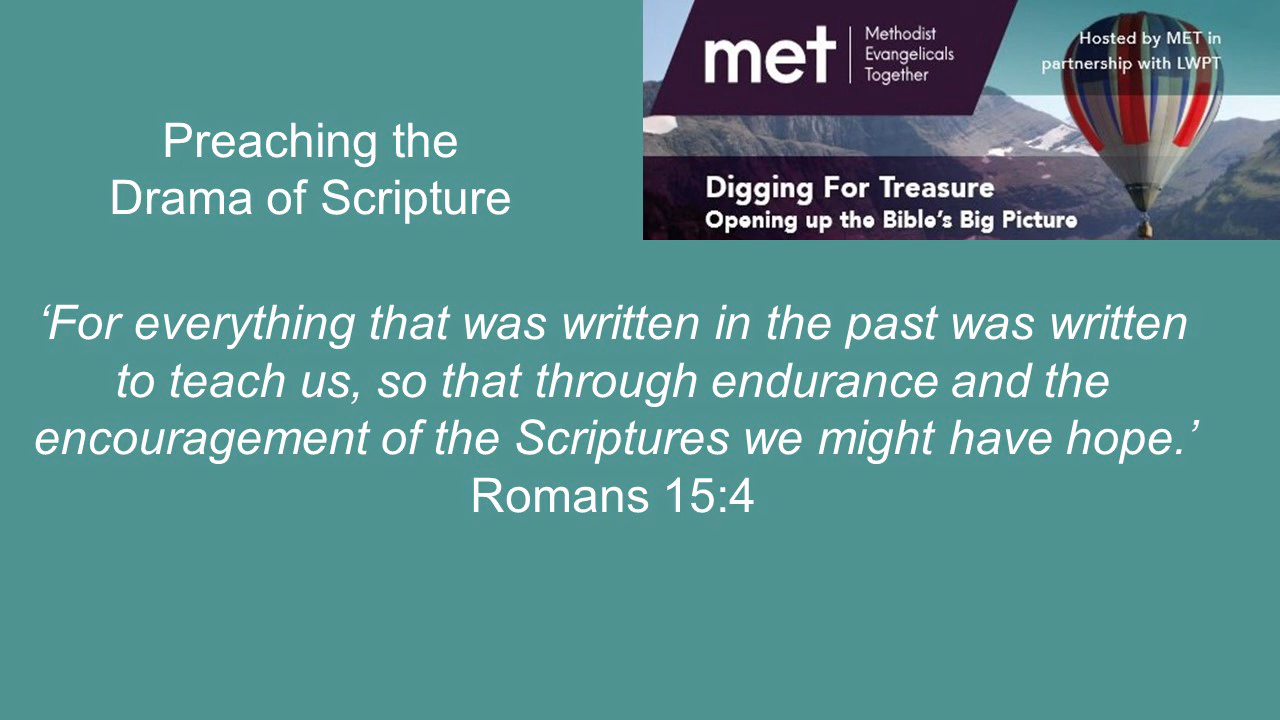 Preaching the
Drama of Scripture
met
Methodist
Evangelicals
Together
Hosted by MET in
partnership with LWPT
Digging For Treasure
Opening up the Bible's Big Picture
‘For everything that was written in the past was written
to teach us, so that through endurance and the
encouragement of the Scriptures we might have hope.’
Romans 15:4